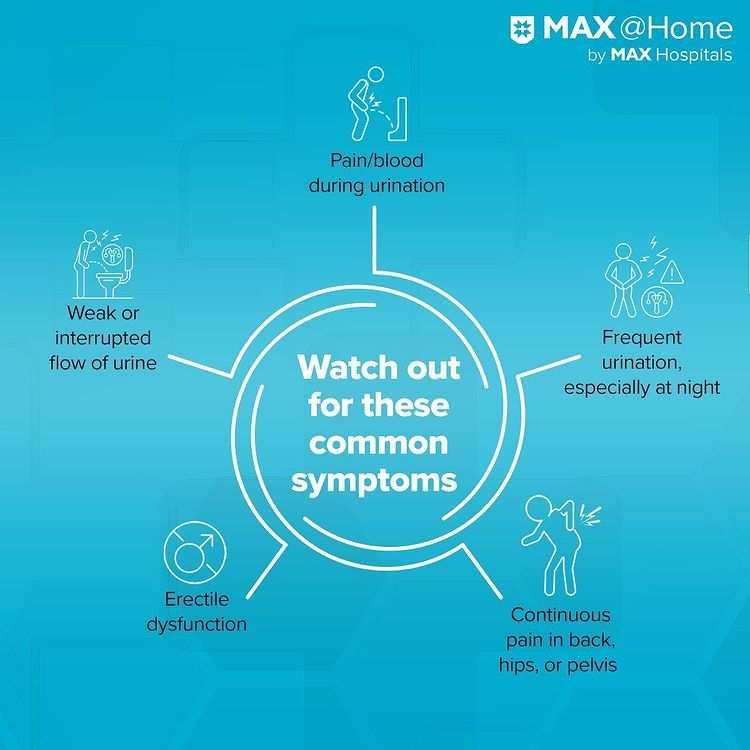 MAX @Home
by MAX Hospitals
Pain/blood
during urination
Weak or
interrupted
flow of urine
Frequent
urination,
especially at night
Watch out
for these
common
symptoms
Erectile
dysfunction
Continuous
pain in back,
hips, or pelvis